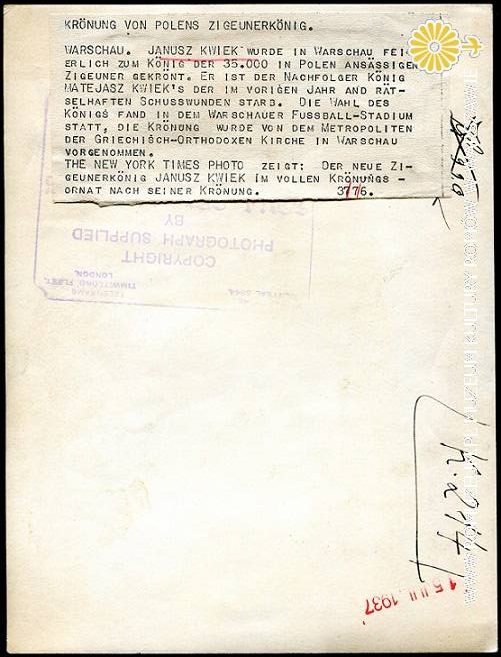 KRÖNUNG VON POLENS ZIGEUNERKÖNIG.
WARSCHAU. JANUSZ KWIEK WURDE IN WARSCHAU FEI-
ERLICH ZUM KÖNIG DER 35.000 IN POLEN ANSÄSSIGEN
ZIGEUNER GEKRÖNT. ER IST DER NACHFOLGER KÖNIG
MATEJASZ KWIEK'S DER IM VORIGEN JAHR AND RÄT-
SELHAFTEN SCHUSSWUNDEN STARB. DIE WAHL DES
KÖNIGS FAND IN DEM WARSCHAUER FUSSBALL-STADIUM
STATT, DIE KRÖNUNG WURDE VON DEM METROPOLITEN
DER GRIECHISCH-ORTHODOXEN KIRCHE IN WARSCHAU
VORGENOMMEN.
THE NEW YORK TIMES PHOTO ZEIGT: DER NEUE ZI-
GEUNERKÖNIG JANUSZ KWIEK IM VOLLEN KRÖNUNGS -
ORNAT NACH SEINER KRÖNUNG. 3776.
COPYRIGHT
PHOTOGRAPH SUPPLIED
BY
LONDON.
K. 2141
15 JUL. 1937